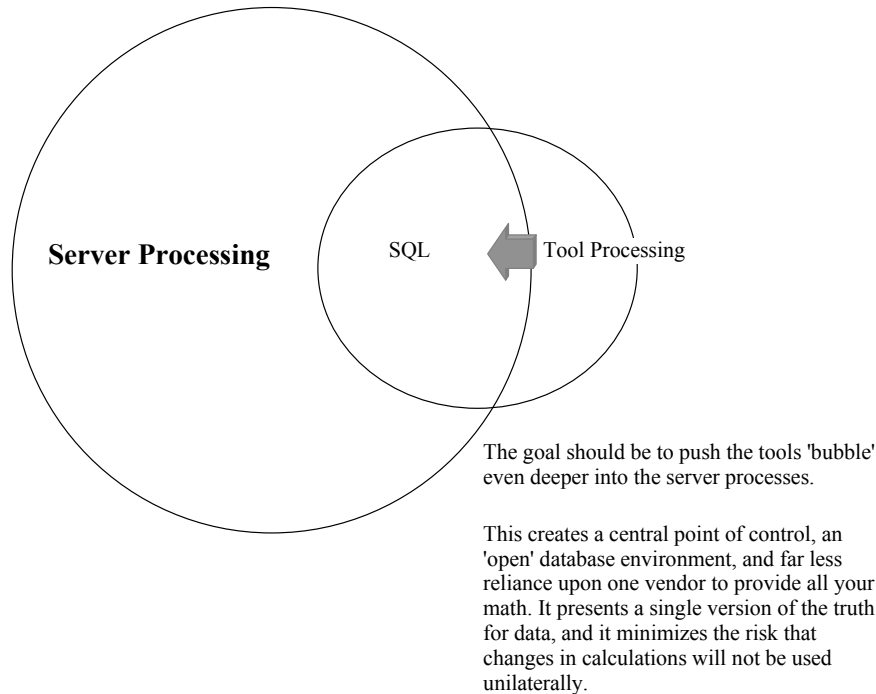 Server Processing
SQL
Tool Processing
The goal should be to push the tools 'bubble'
even deeper into the server processes.
This creates a central point of control, an
'open' database environment, and far less
reliance upon one vendor to provide all your
math. It presents a single version of the truth
for data, and it minimizes the risk that
changes in calculations will not be used
unilaterally.